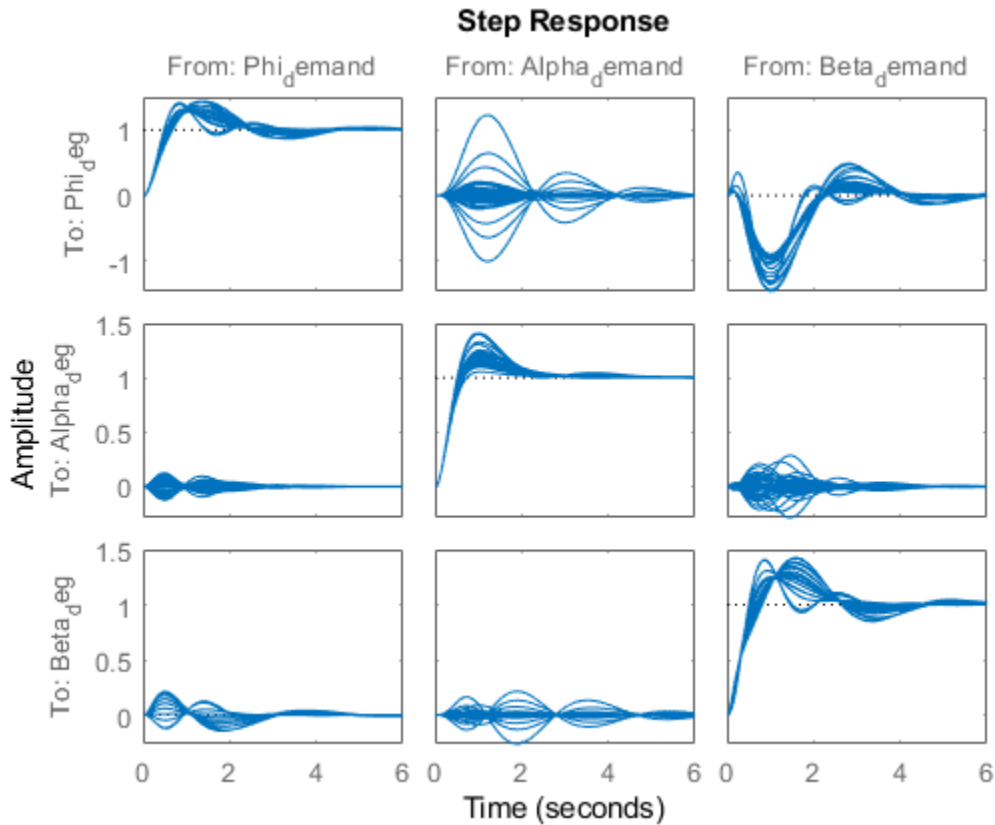 Step Response
From: Phi_demand From: Alpha_demand From: Beta_demand
To: Phi_deg
1
0
-1
Amplitude
To: Alpha_deg
1.5
1
0.5
0
To: Beta_deg
1.5
1
0.5
0
0 2 4 6 0 2 4 6 0 2 4 6
Time (seconds)